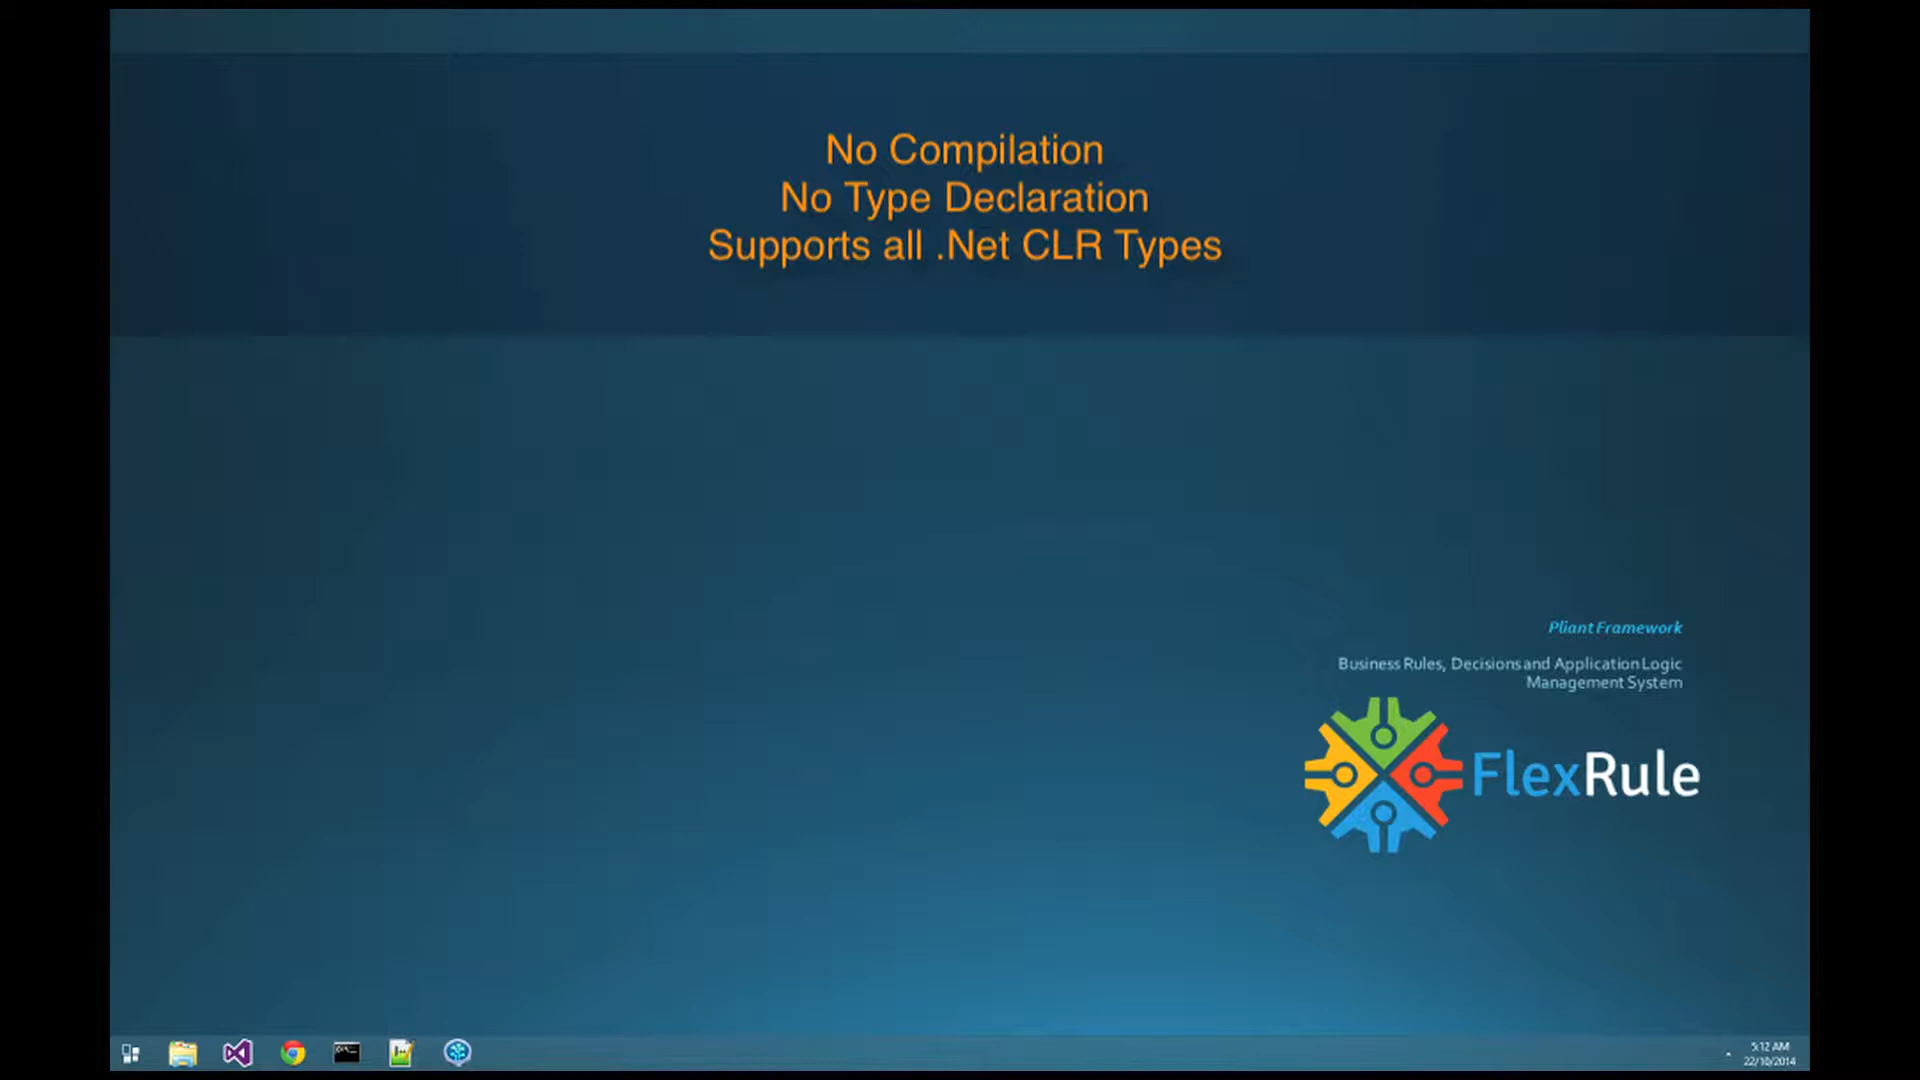 No Compilation
No Type Declaration
Supports all .Net CLR Types
Pliant Framework
Business Rules, Decisions and Application Logic
Management System
FlexRule
5:12 AM
22/10/2014